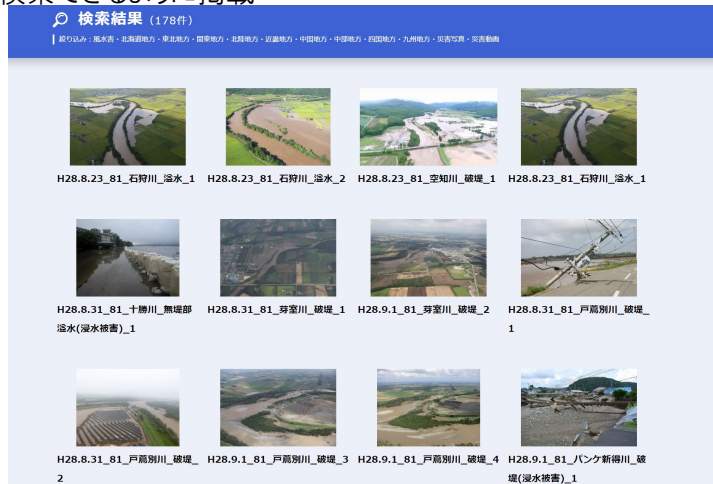 検索できるように掲載
検索結果（178件）
絞り込み：風水害・北海道地方・東北地方・関東地方・北陸地方・近畿地方・中国地方・中部地方・四国地方・九州地方・災害写真・災害動画
H28.8.23_81_石狩川_溢水_1
H28.8.23_81_石狩川_溢水_2
H28.8.23_81_空知川_破堤_1
H28.8.23_81_石狩川_溢水_1
H28.8.31_81_十勝川_無堤部
溢水(浸水被害)_1
H28.8.31_81_芽室川_破堤_1
H28.9.1_81_芽室川_破堤_2
H28.8.31_81_戸蔦別川_破堤_
1
H28.8.31_81_戸蔦別川_破堤_
2
H28.9.1_81_戸蔦別川_破堤_3
H28.9.1_81_戸蔦別川_破堤_4
H28.9.1_81_パンケ新得川_破
堤(浸水被害)_1